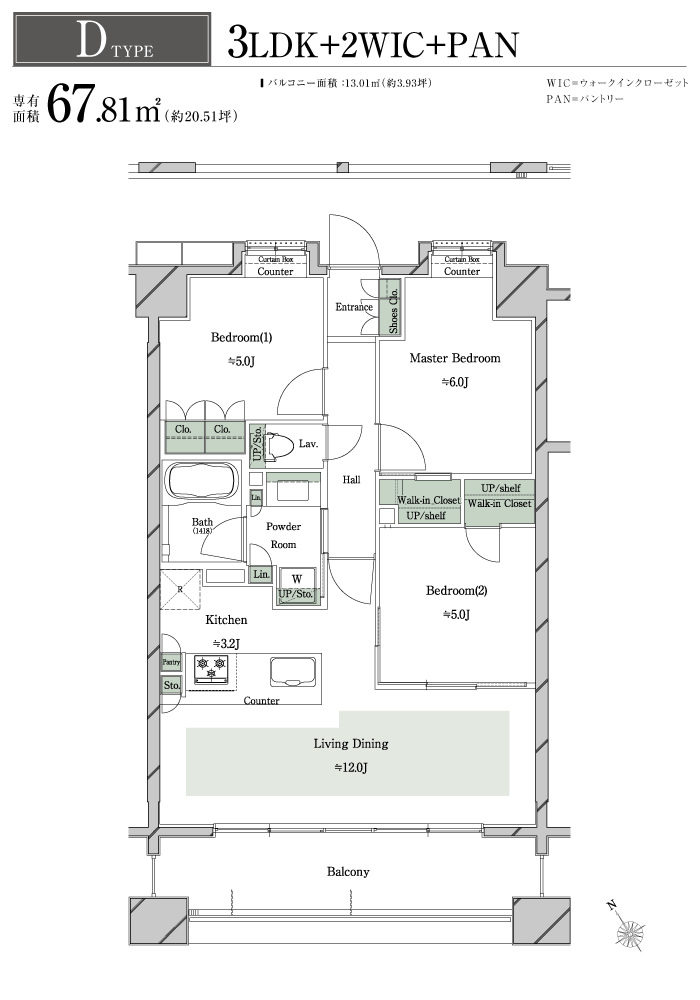 D TYPE
3LDK+2WIC+PAN
専有面積 67.81㎡(約20.51坪)
バルコニー面積:13.01㎡(約3.93坪)
WIC=ウォークインクローゼット
PAN=パントリー
Curtain Box
Counter
Curtain Box
Counter
Entrance
Shoes Clo.
Bedroom(1)
≒5.0J
Master Bedroom
≒6.0J
Clo.
Clo.
UP/Sto.
Lav.
Hall
Bath
(1418)
Lin.
Powder
Room
Walk-in Closet
UP/shelf
UP/shelf
Walk-in Closet
Lin.
W
UP/Sto.
R
Kitchen
≒3.2J
Bedroom(2)
≒5.0J
Pantry
Sto.
Counter
Living Dining
≒12.0J
Balcony
N